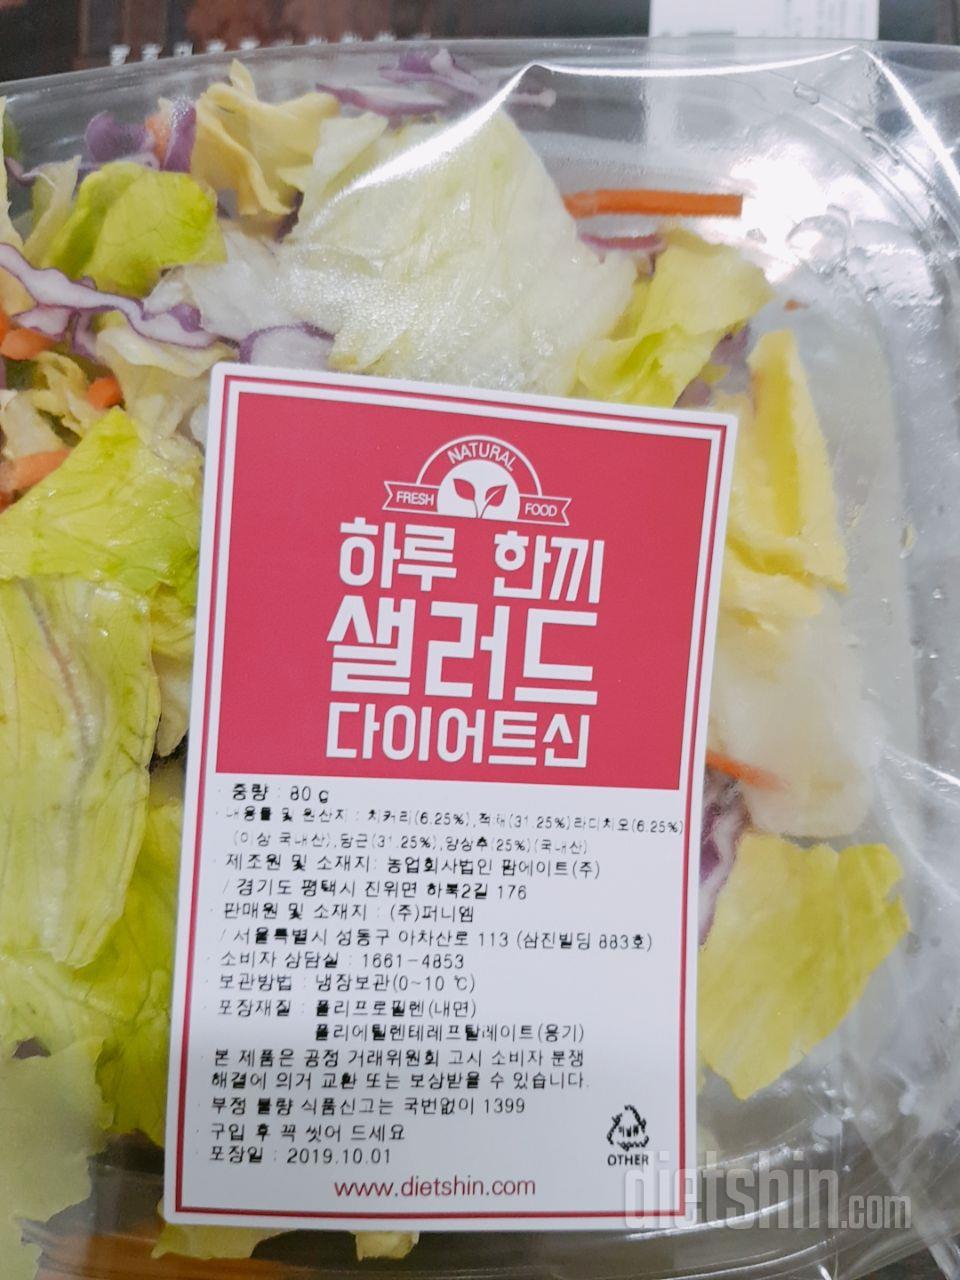 NATURAL
FRESH FOOD
하루 한끼
샐러드
다이어트신
· 중량 : 80 g
· 내용물 및 원산지 : 치커리(6.25%),적채(31.25%)라디치오(6.25%)
(이상 국내산),당근(31.25%),양상추(25%)(국내산)
· 제조원 및 소재지: 농업회사법인 팜에이트(주)
/ 경기도 평택시 진위면 하북2길 176
· 판매원 및 소재지 : (주)퍼니엠
/ 서울특별시 성동구 아차산로 113 (삼진빌딩 883호)
· 소비자 상담실 : 1661-4853
· 보관방법 : 냉장보관(0~10 ℃)
· 포장재질 : 폴리프로필렌(내면)
폴리에틸렌테레프탈레이트(용기)
· 본 제품은 공정 거래위원회 고시 소비자 분쟁
해결에 의거 교환 또는 보상받을 수 있습니다.
· 부정 불량 식품신고는 국번없이 1399
· 구입 후 꼭 씻어 드세요
· 포장일 : 2019.10.01
OTHER
www.dietshin.com
dietshin.com